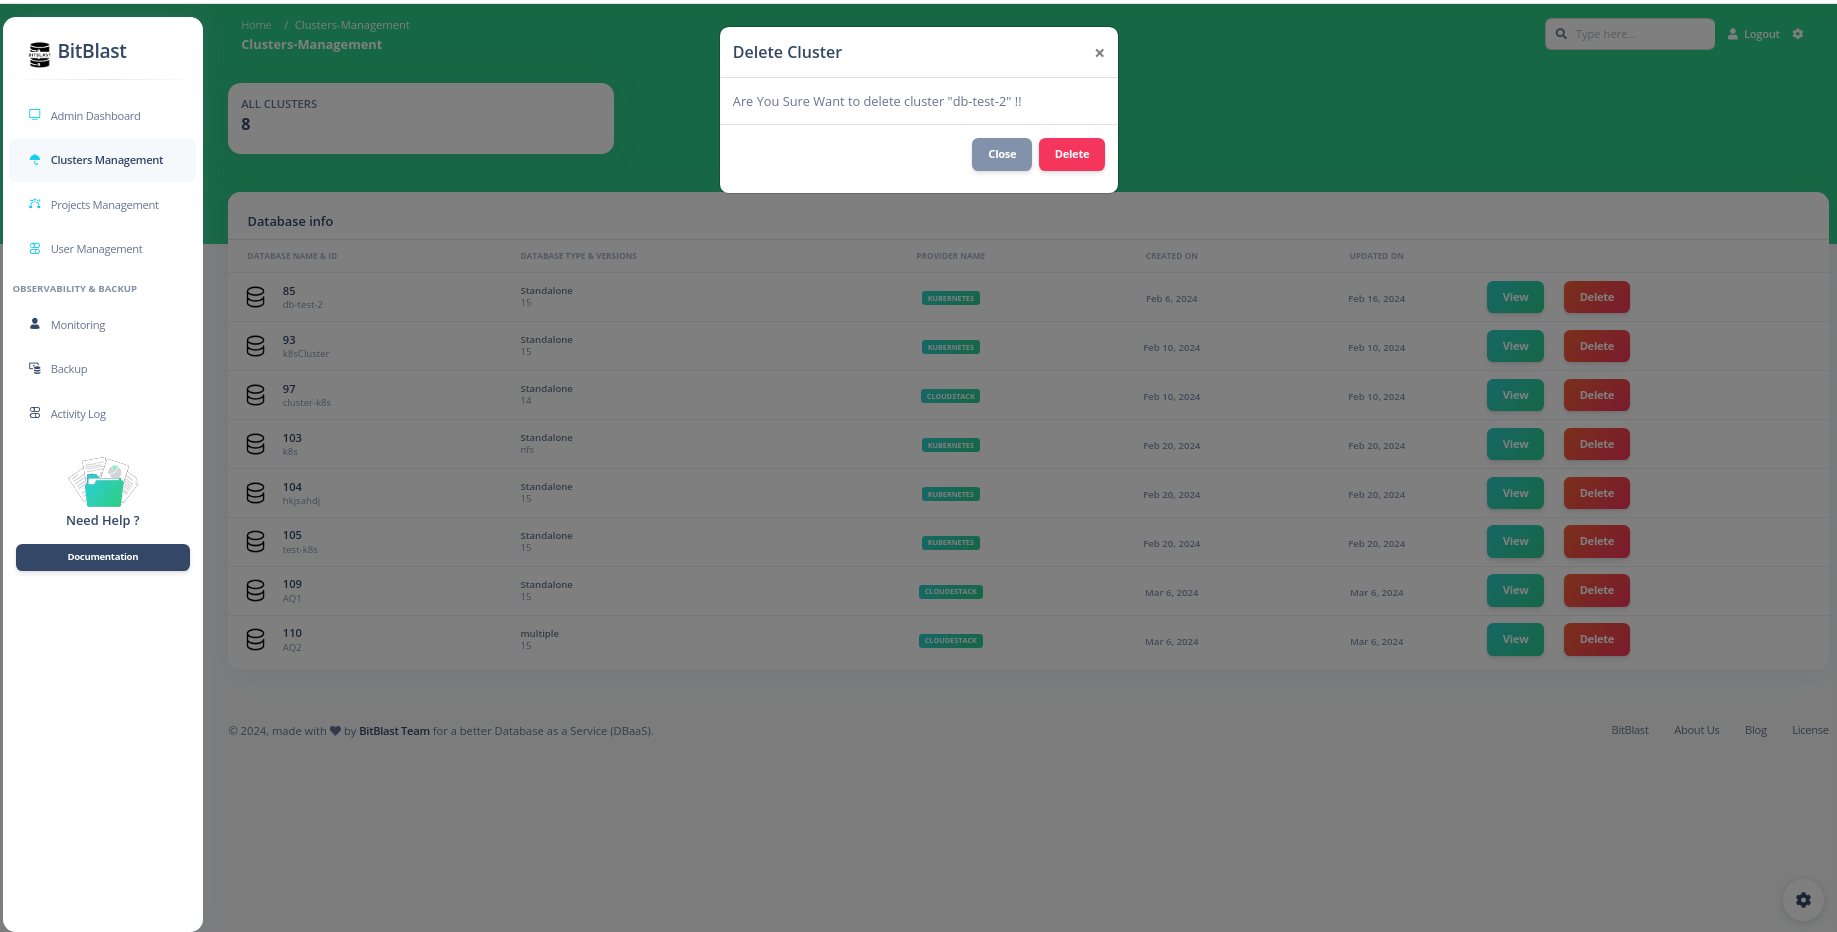 BitBlast
Admin Dashboard
Clusters Management
Projects Management
User Management
OBSERVABILITY & BACKUP
Monitoring
Backup
Activity Log
Need Help ?
Documentation
Home / Clusters-Management
Clusters-Management
Type here...
Logout
ALL CLUSTERS
8
Delete Cluster ×
Are You Sure Want to delete cluster "db-test-2" !!
Close Delete
Database info
DATABASE NAME & ID DATABASE TYPE & VERSIONS PROVIDER NAME CREATED ON UPDATED ON
85 Standalone
db-test-2 15 KUBERNETES Feb 6, 2024 Feb 16, 2024 View Delete
93 Standalone
k8sCluster 15 KUBERNETES Feb 10, 2024 Feb 10, 2024 View Delete
97 Standalone
cluster-k8s 14 CLOUDSTACK Feb 10, 2024 Feb 10, 2024 View Delete
103 Standalone
k8s nfs KUBERNETES Feb 20, 2024 Feb 20, 2024 View Delete
104 Standalone
hkjsahdj 15 KUBERNETES Feb 20, 2024 Feb 20, 2024 View Delete
105 Standalone
test-k8s 15 KUBERNETES Feb 20, 2024 Feb 20, 2024 View Delete
109 Standalone
AQ1 15 CLOUDESTACK Mar 6, 2024 Mar 6, 2024 View Delete
110 multiple
AQ2 15 CLOUDESTACK Mar 6, 2024 Mar 6, 2024 View Delete
© 2024, made with ♥ by BitBlast Team for a better Database as a Service (DBaaS).
BitBlast About Us Blog License